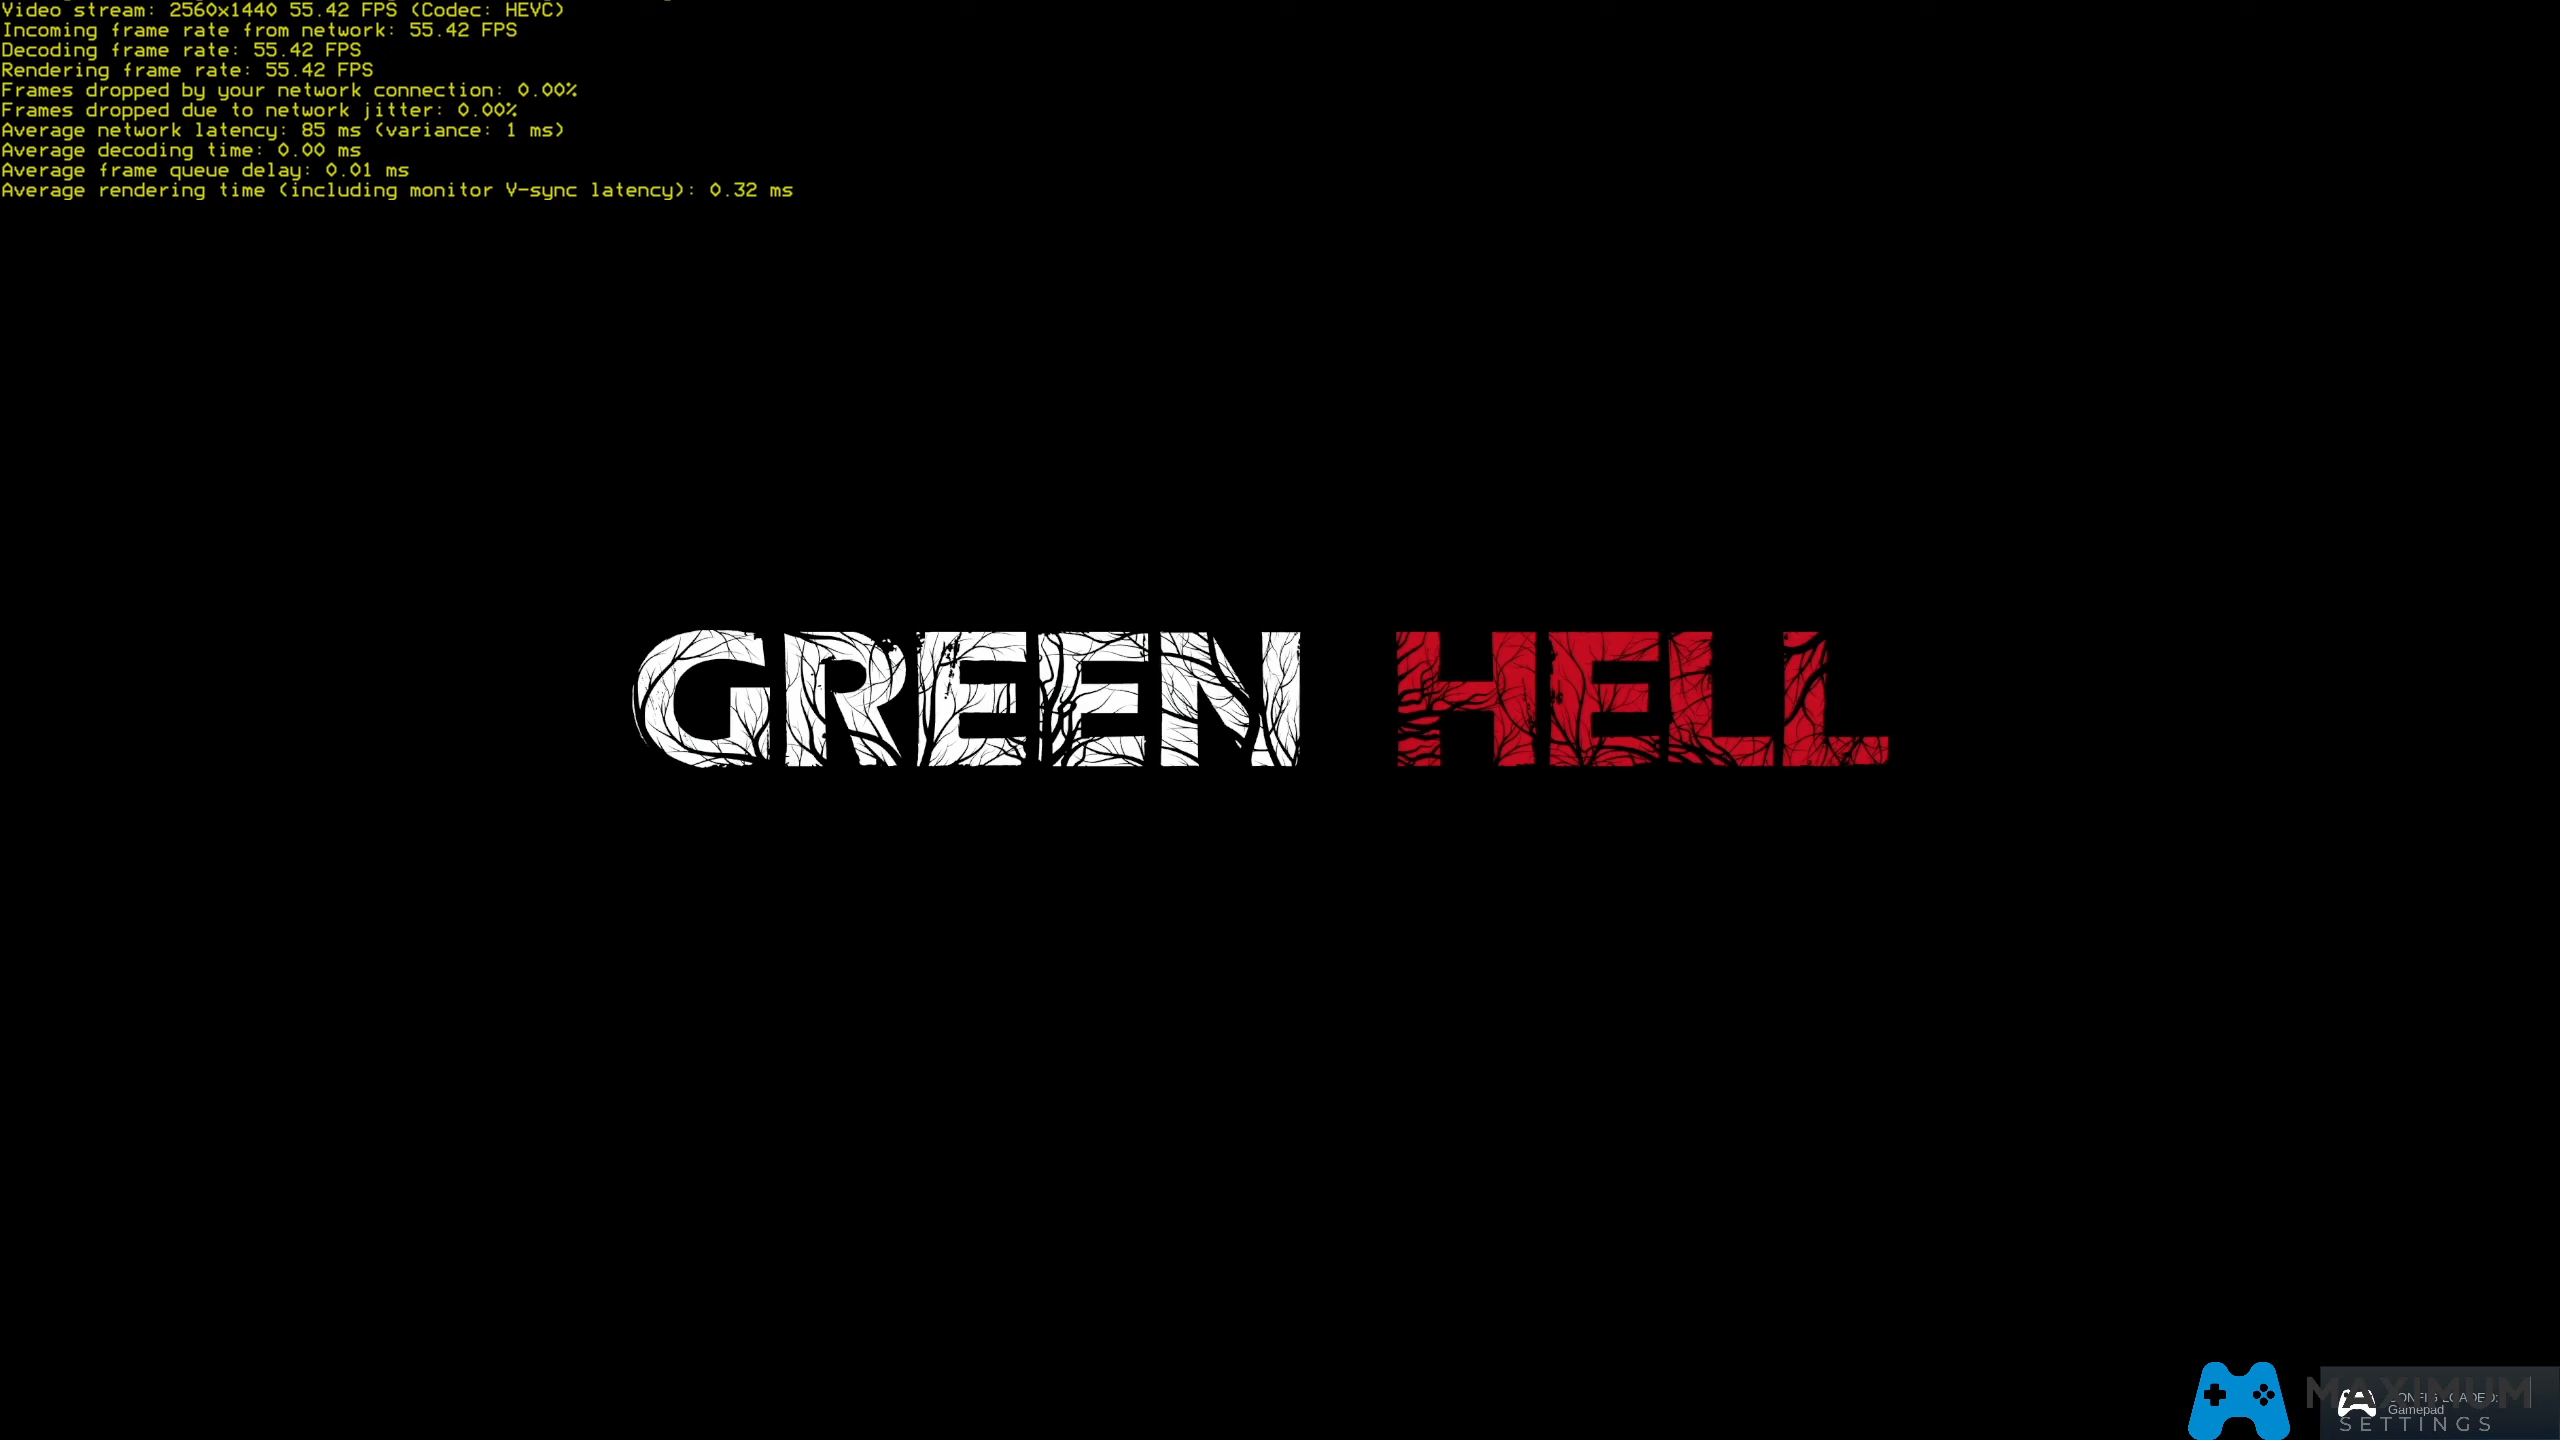 Video stream: 2560x1440 55.42 FPS (Codec: HEVC)
Incoming frame rate from network: 55.42 FPS
Decoding frame rate: 55.42 FPS
Rendering frame rate: 55.42 FPS
Frames dropped by your network connection: 0.00%
Frames dropped due to network jitter: 0.00%
Average network latency: 85 ms (variance: 1 ms)
Average decoding time: 0.00 ms
Average frame queue delay: 0.01 ms
Average rendering time (including monitor V-sync latency): 0.32 ms
GREEN HELL
MAXIMUM
CONFIG LOADED:
Gamepad
SETTINGS